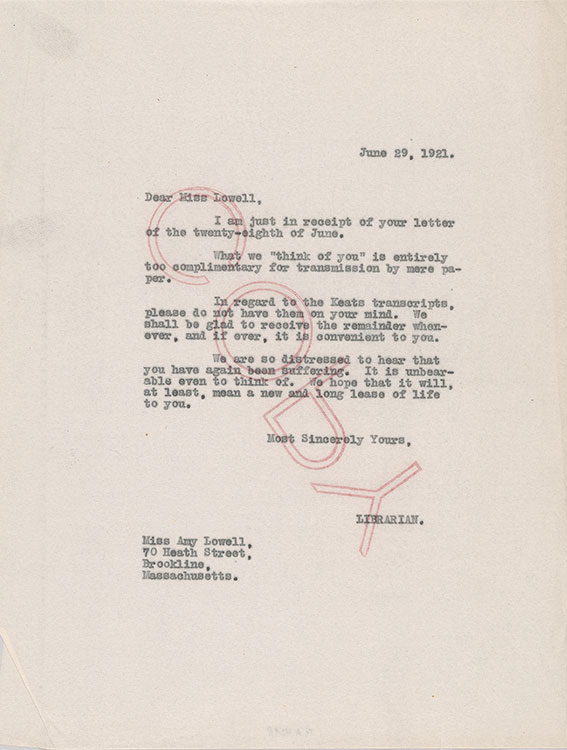 June 29, 1921.
Dear Miss Lowell,
I am just in receipt of your letter
of the twenty-eighth of June.
What we "think of you" is entirely
too complimentary for transmission by mere pa-
per.
In regard to the Keats transcripts,
please do not have them on your mind. We
shall be glad to receive the remainder when-
ever, and if ever, it is convenient to you.
We are so distressed to hear that
you have again been suffering. It is unbear-
able even to think of. We hope that it will,
at least, mean a new and long lease of life
to you.
Most Sincerely Yours,
LIBRARIAN.
Miss Amy Lowell,
70 Heath Street,
Brookline,
Massachusetts.
COPY